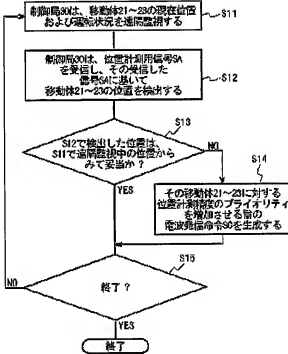 制御局30は、移動体21~23の現在位置
および運転状況を遠隔監視する
S11
制御局30は、位置計測用信号SA
を受信し、その受信した
信号SAに基いて
移動体21~23の位置を検出する
S12
S13
S12で検出した位置は、
S11で遠隔監視中の位置から
みて妥当か?
NO
YES
S14
その移動体21~23に対する
位置計測精度のプライオリティ
を増加させる旨の
電波発信命令SCを生成する
S15
終了?
NO
YES
終了